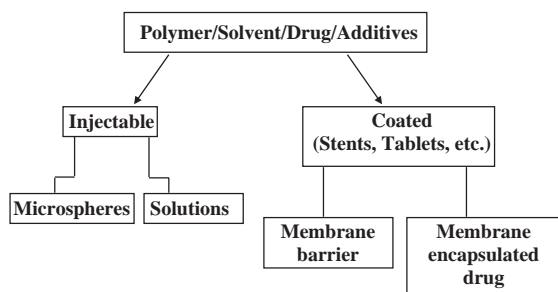 Polymer/Solvent/Drug/Additives
Injectable
Coated
(Stents, Tablets, etc.)
Microspheres
Solutions
Membrane
barrier
Membrane
encapsulated
drug